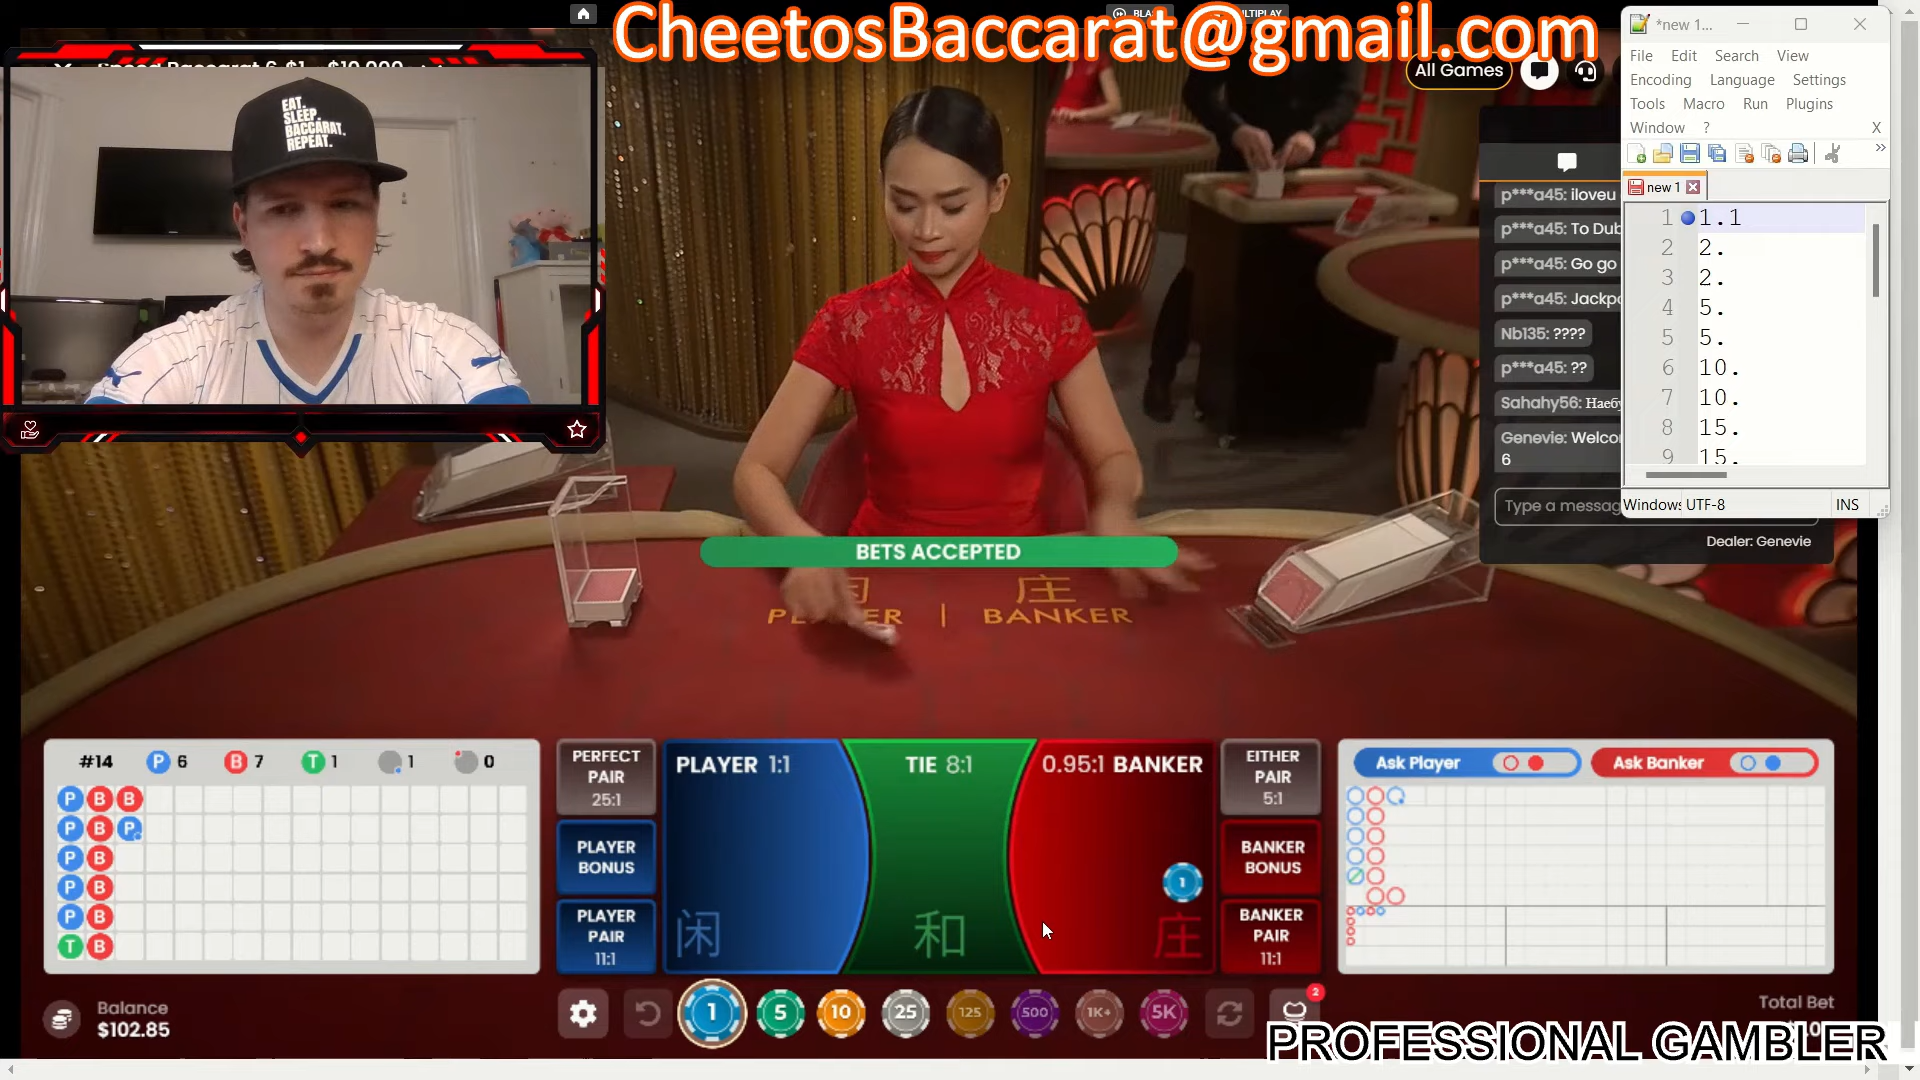 CheetosBaccarat@gmail.com
All Games
EAT.
SLEEP.
BACCARAT.
REPEAT.
*new 1...
File Edit Search View
Encoding Language Settings
Tools Macro Run Plugins
Window ? X
new 1
1 1.1
2 2.
3 2.
4 5.
5 5.
6 10.
7 10.
8 15.
9 15.
Windows UTF-8 INS
p***a45: iloveu
p***a45: To Dub
p***a45: Go go
p***a45: Jackpo
Nb135: ????
p***a45: ??
Sahahy56: Наебу
Genevie: Welco
6
Type a messag
Dealer: Genevie
BETS ACCEPTED
闲 庄
PLAYER | BANKER
#14 P 6 B 7 T 1 1 0
P B B
P B P
P B
P B
P B
T B
PERFECT
PAIR
25:1
PLAYER
BONUS
PLAYER
PAIR
11:1
PLAYER 1:1
闲
TIE 8:1
和
0.95:1 BANKER
1
庄
EITHER
PAIR
5:1
BANKER
BONUS
BANKER
PAIR
11:1
Ask Player
Ask Banker
Balance
$102.85
1 5 10 25 125 500 1K+ 5K
2
Total Bet
PROFESSIONAL GAMBLER